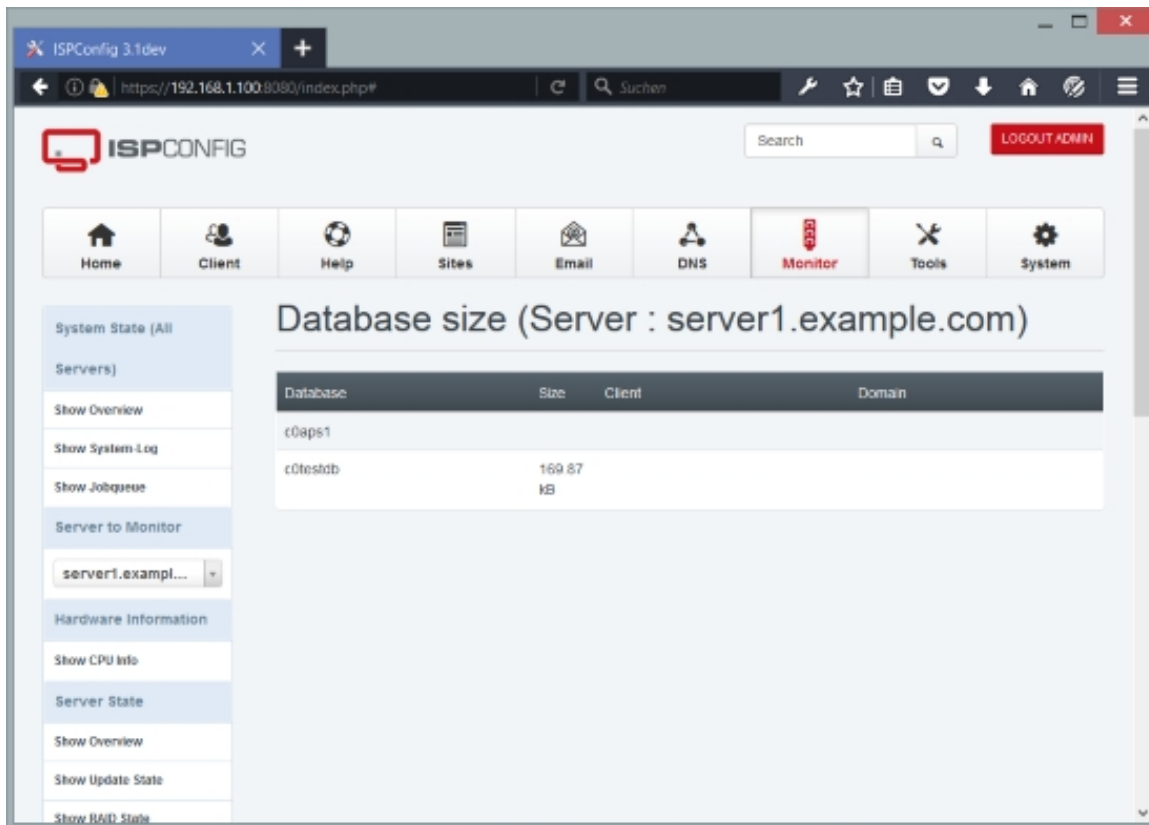 ISPConfig 3.1dev
https://192.168.1.100:8080/index.php#
Suchen
ISPCONFIG
Search
LOGOUT ADMIN
Home
Client
Help
Sites
Email
DNS
Monitor
Tools
System
System State (All
Servers)
Show Overview
Show System-Log
Show Jobqueue
Server to Monitor
server1.exampl...
Hardware Information
Show CPU Info
Server State
Show Overview
Show Update State
Show RAID State
Database size (Server : server1.example.com)
Database Size Client Domain
c0aps1
c0testdb 169.87
kB